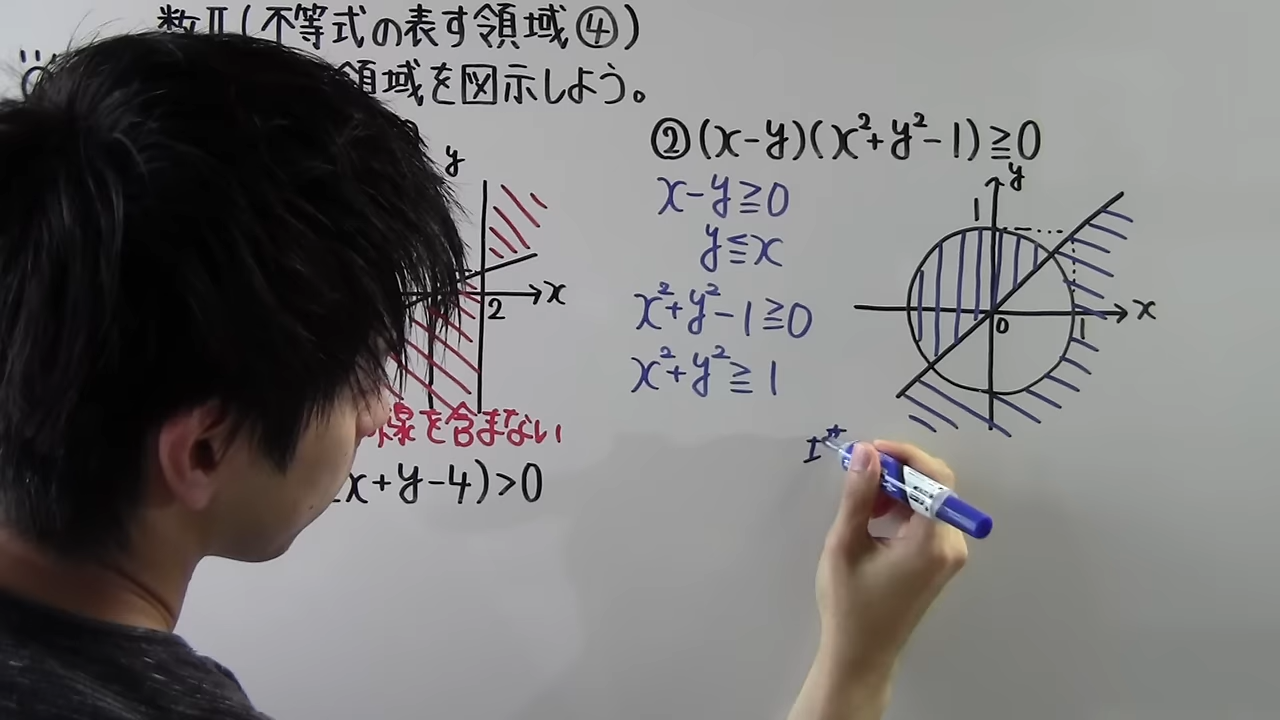 数Ⅱ(不等式の表す領域④)
領域を図示しよう。
y
x
2
線を含まない
x+y-4)>0
②(x-y)(x²+y²-1)≧0
x-y≧0
y≦x
x²+y²-1≧0
x²+y²≧1
y
1
x
0
1